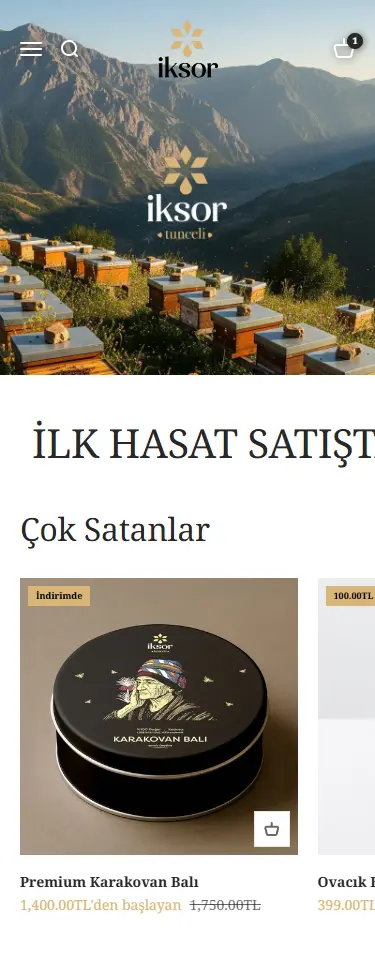 iksor
1
iksor
tunceli
İLK HASAT SATIŞT
Çok Satanlar
İndirimde
100.00TL
iksor
KARAKOVAN BALI
Premium Karakovan Balı
Ovacık
1,400.00TL'den başlayan 1,750.00TL
399.00TL